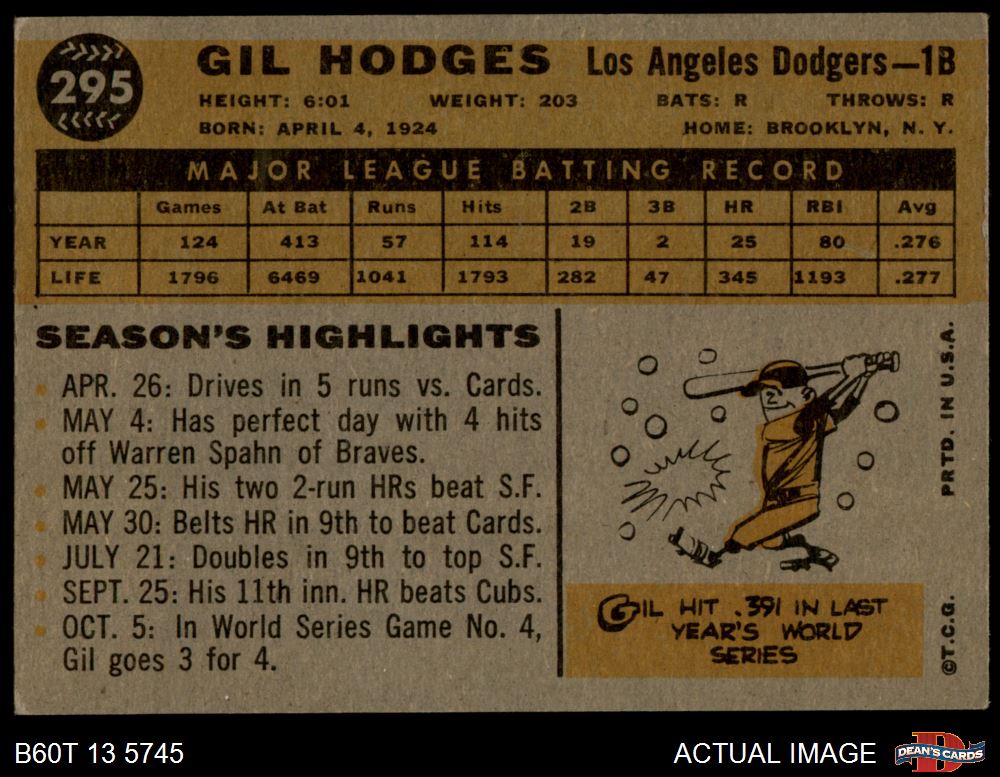 295
GIL HODGES Los Angeles Dodgers—1B
HEIGHT: 6:01 WEIGHT: 203 BATS: R THROWS: R
BORN: APRIL 4, 1924 HOME: BROOKLYN, N. Y.
MAJOR LEAGUE BATTING RECORD
Games At Bat Runs Hits 2B 3B HR RBI Avg
YEAR 124 413 57 114 19 2 25 80 .276
LIFE 1796 6469 1041 1793 282 47 345 1193 .277
SEASON'S HIGHLIGHTS
APR. 26: Drives in 5 runs vs. Cards.
MAY 4: Has perfect day with 4 hits
off Warren Spahn of Braves.
MAY 25: His two 2-run HRs beat S.F.
MAY 30: Belts HR in 9th to beat Cards.
JULY 21: Doubles in 9th to top S.F.
SEPT. 25: His 11th inn. HR beats Cubs.
OCT. 5: In World Series Game No. 4,
Gil goes 3 for 4.
GIL HIT .391 IN LAST
YEAR'S WORLD
SERIES
©T.C.G. PRTD. IN U.S.A.
B60T 13 5745 ACTUAL IMAGE
DEAN'S CARDS